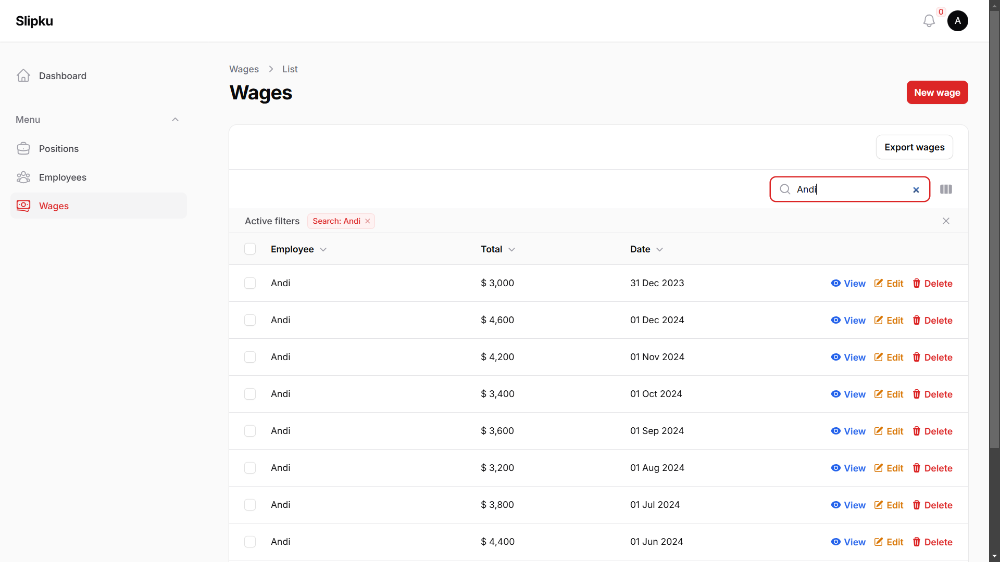 Slipku
0
A
Dashboard
Menu
Positions
Employees
Wages
Wages > List
Wages
New wage
Export wages
Andi
Active filters Search: Andi
Employee Total Date
Andi $ 3,000 31 Dec 2023 View Edit Delete
Andi $ 4,600 01 Dec 2024 View Edit Delete
Andi $ 4,200 01 Nov 2024 View Edit Delete
Andi $ 3,400 01 Oct 2024 View Edit Delete
Andi $ 3,600 01 Sep 2024 View Edit Delete
Andi $ 3,200 01 Aug 2024 View Edit Delete
Andi $ 3,800 01 Jul 2024 View Edit Delete
Andi $ 4,400 01 Jun 2024 View Edit Delete